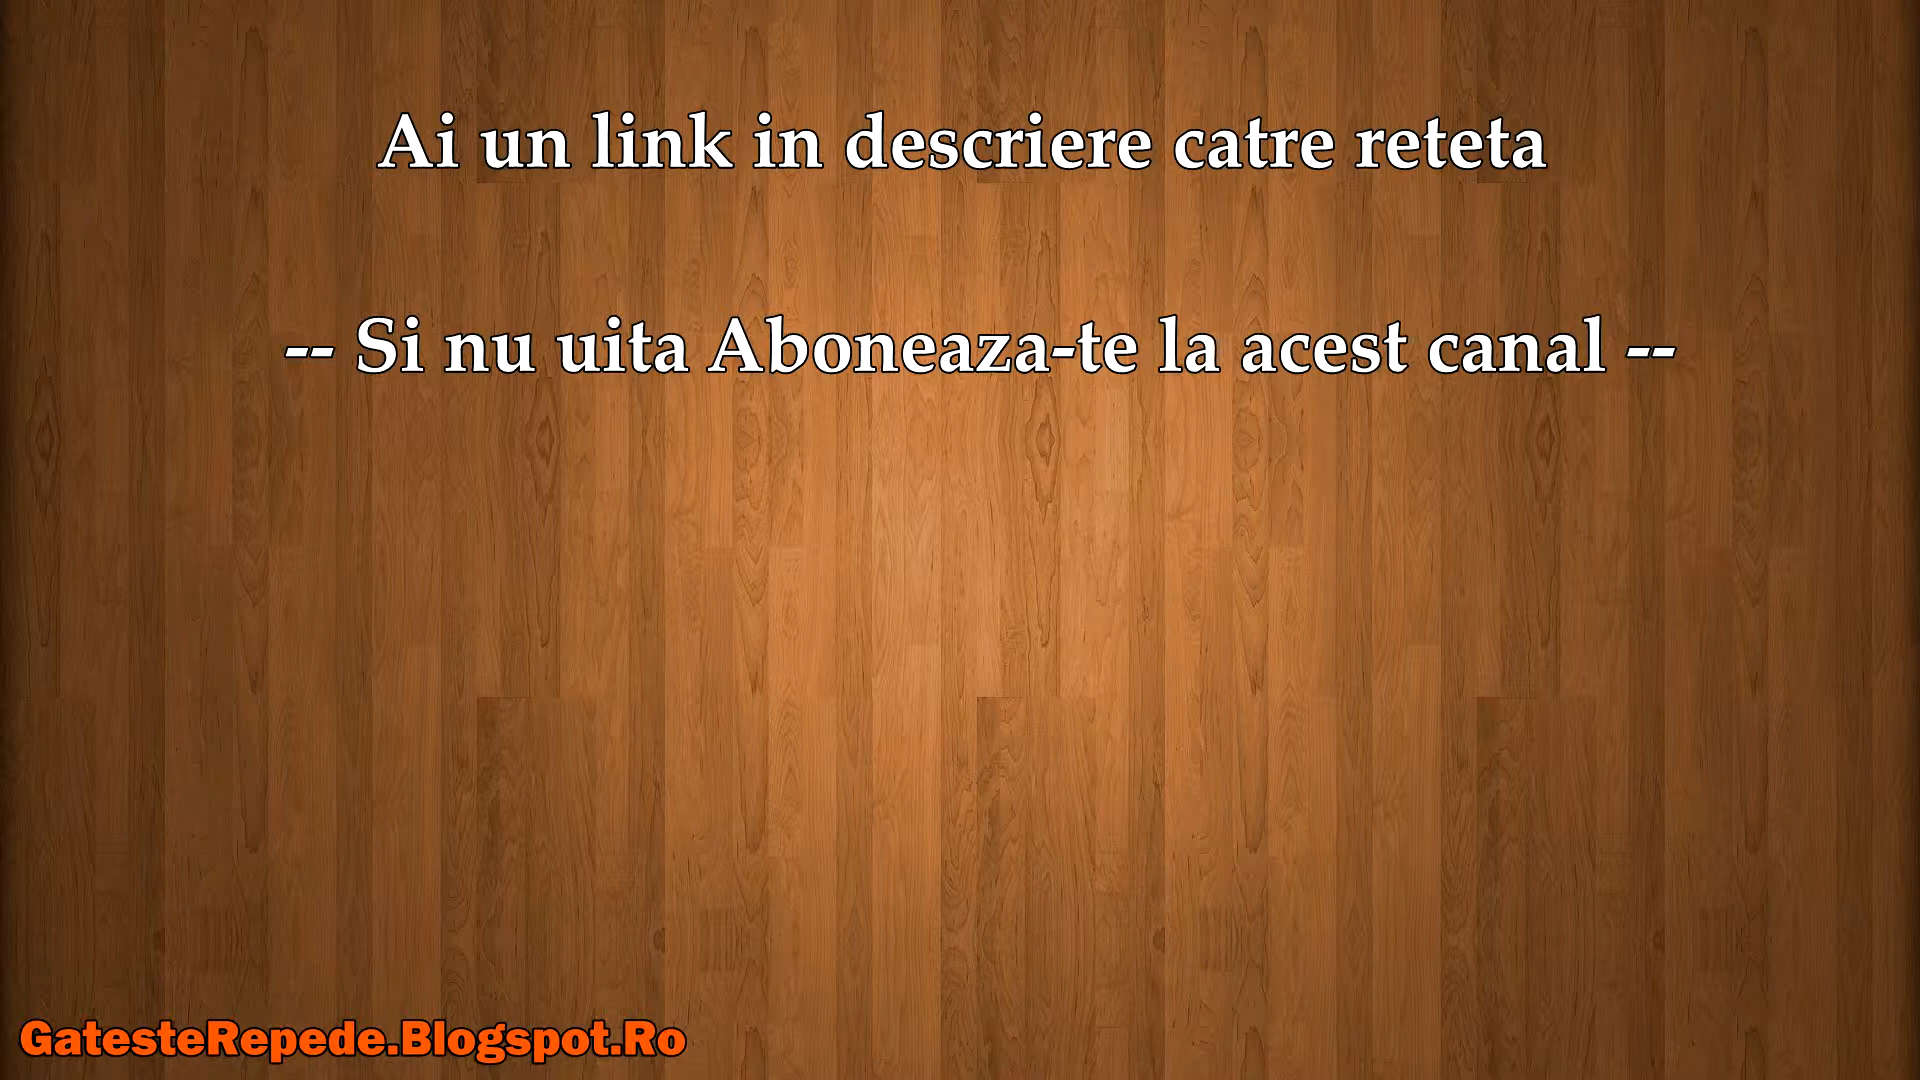 Ai un link in descriere catre reteta
-- Si nu uita Aboneaza-te la acest canal --
GatesteRepede.Blogspot.Ro